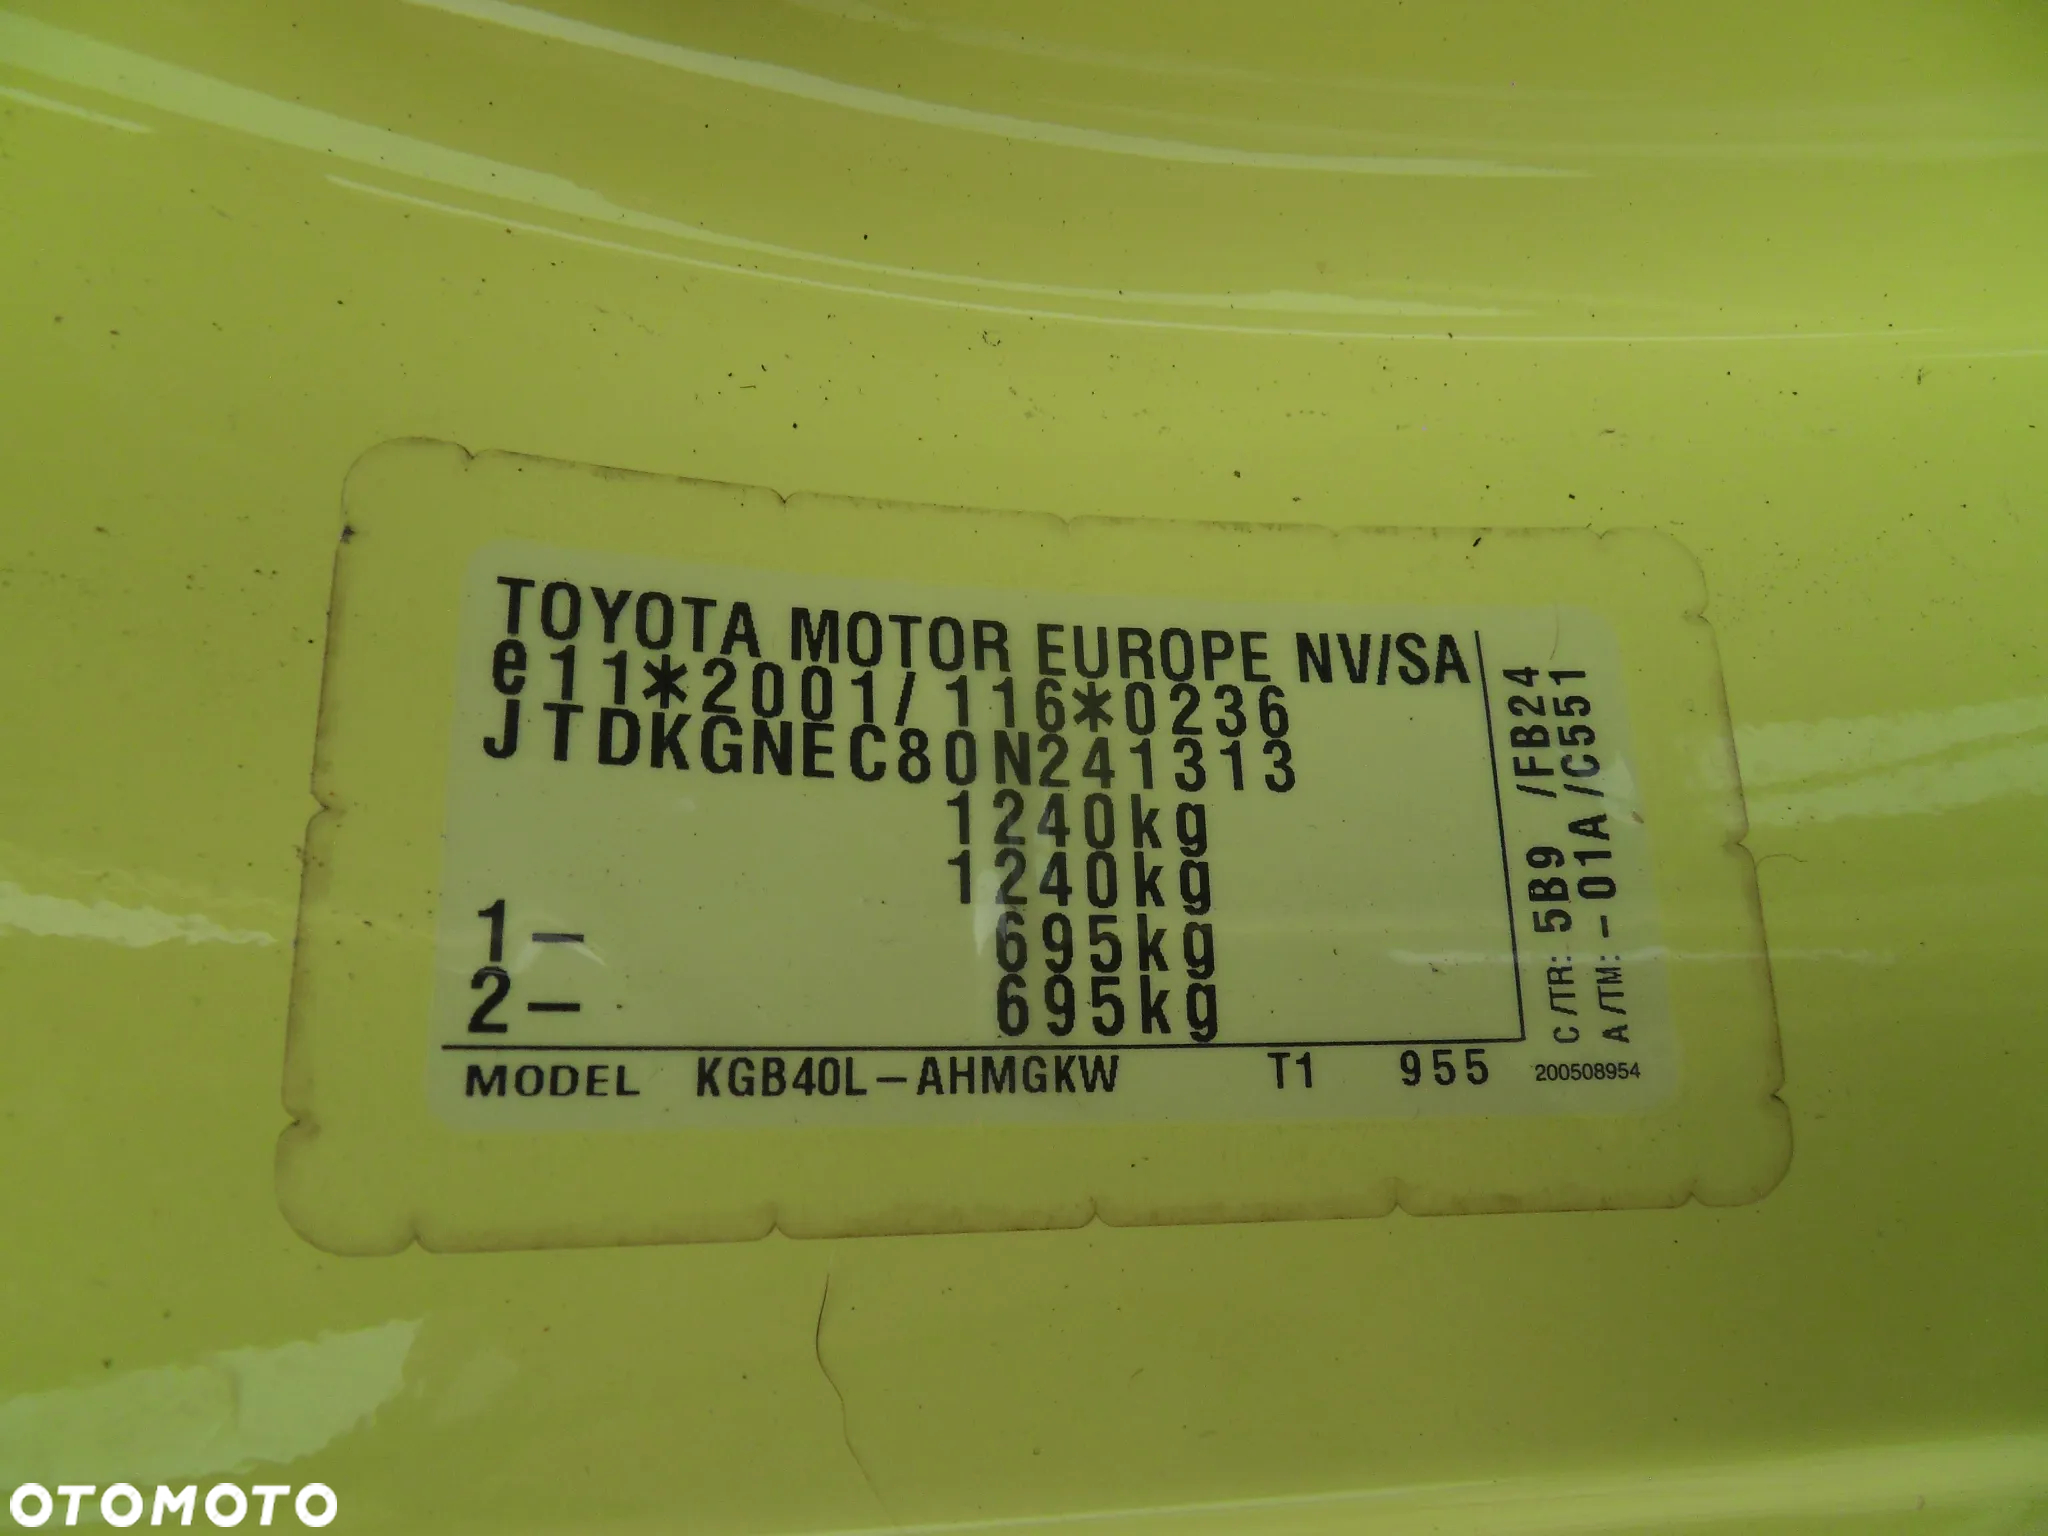 TOYOTA MOTOR EUROPE NV/SA
e11*2001/116*0236
JTDKGNEC80N241313
1240kg
1240kg
1- 695kg
2- 695kg
MODEL KGB40L-AHMGKW T1 955
C/TR: 5B9 /FB24
A/TM: -01A /C551
200508954
OTOMOTO